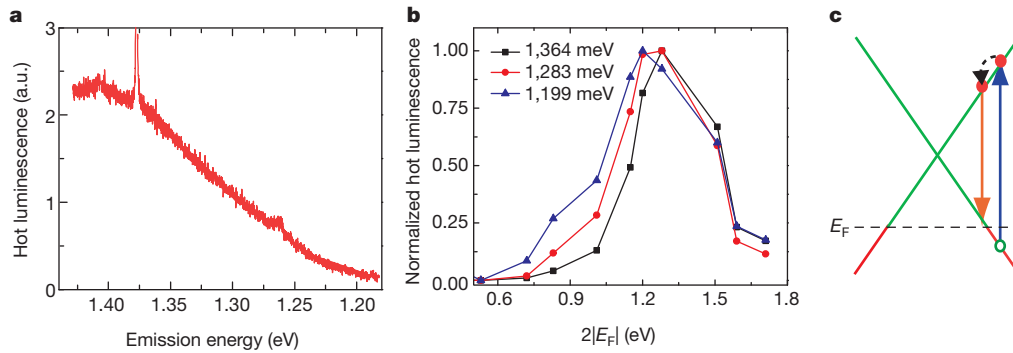 a
3
2
1
0
Hot luminescence (a.u.)
1.40
1.35
1.30
1.25
1.20
Emission energy (eV)
b
1,364 meV
1,283 meV
1,199 meV
1.00
0.75
0.50
0.25
0.00
Normalized hot luminescence
0.6
0.9
1.2
1.5
1.8
2|E_F| (eV)
c
E_F